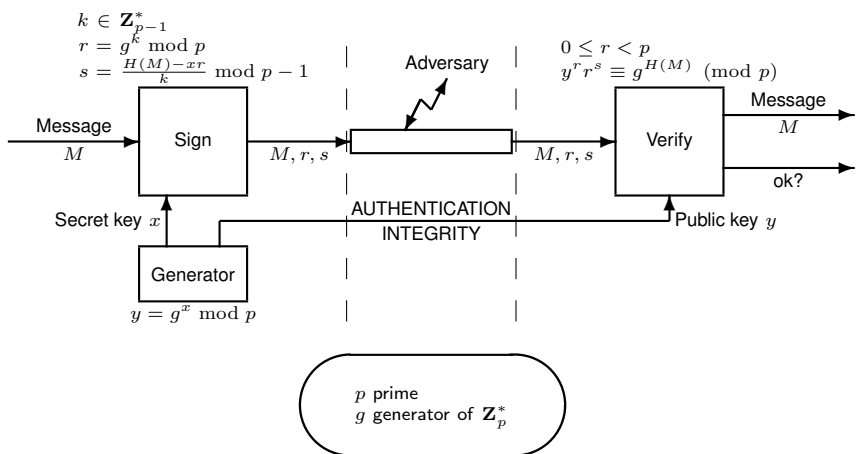 k ∈ Z*_{p−1}
r = g^k mod p
s = \frac{H(M)−xr}{k} mod p − 1
Adversary
0 ≤ r < p
y^r r^s ≡ g^{H(M)} (mod p)
Message
M
Sign
M, r, s
M, r, s
Verify
Message
M
ok?
Secret key x
AUTHENTICATION
INTEGRITY
Public key y
Generator
y = g^x mod p
p prime
g generator of Z*_p